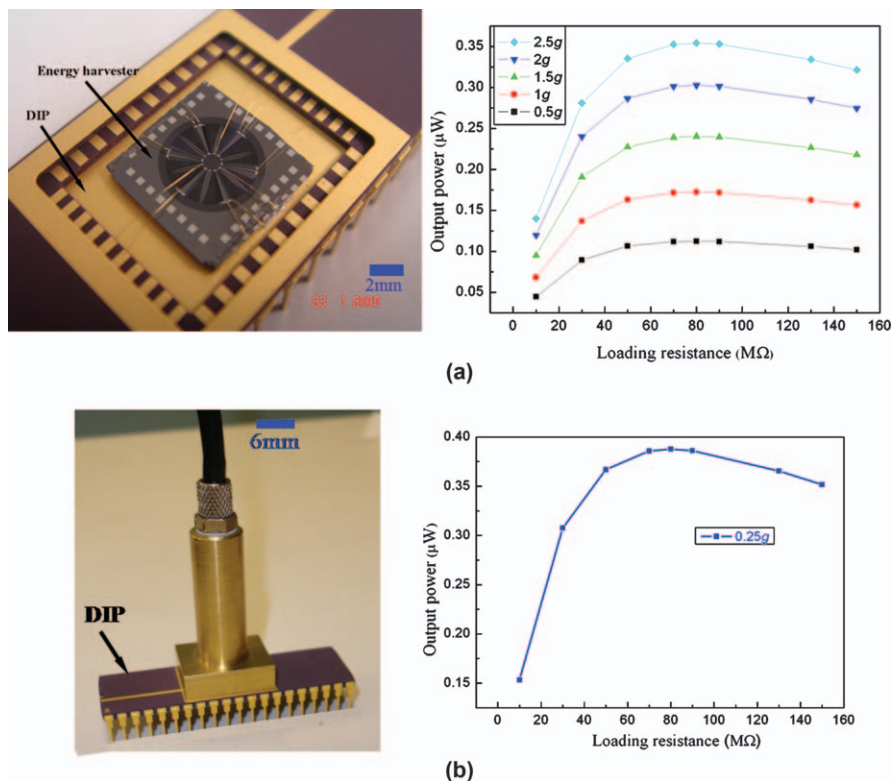 Energy harvester
DIP
2mm
2.5g
2g
1.5g
1g
0.5g
0.35
0.30
0.25
0.20
0.15
0.10
0.05
Output power (µW)
0 20 40 60 80 100 120 140 160
Loading resistance (MΩ)
(a)
6mm
DIP
0.40
0.35
0.30
0.25
0.20
0.15
Output power (µW)
0.25g
0 20 40 60 80 100 120 140 160
Loading resistance (MΩ)
(b)